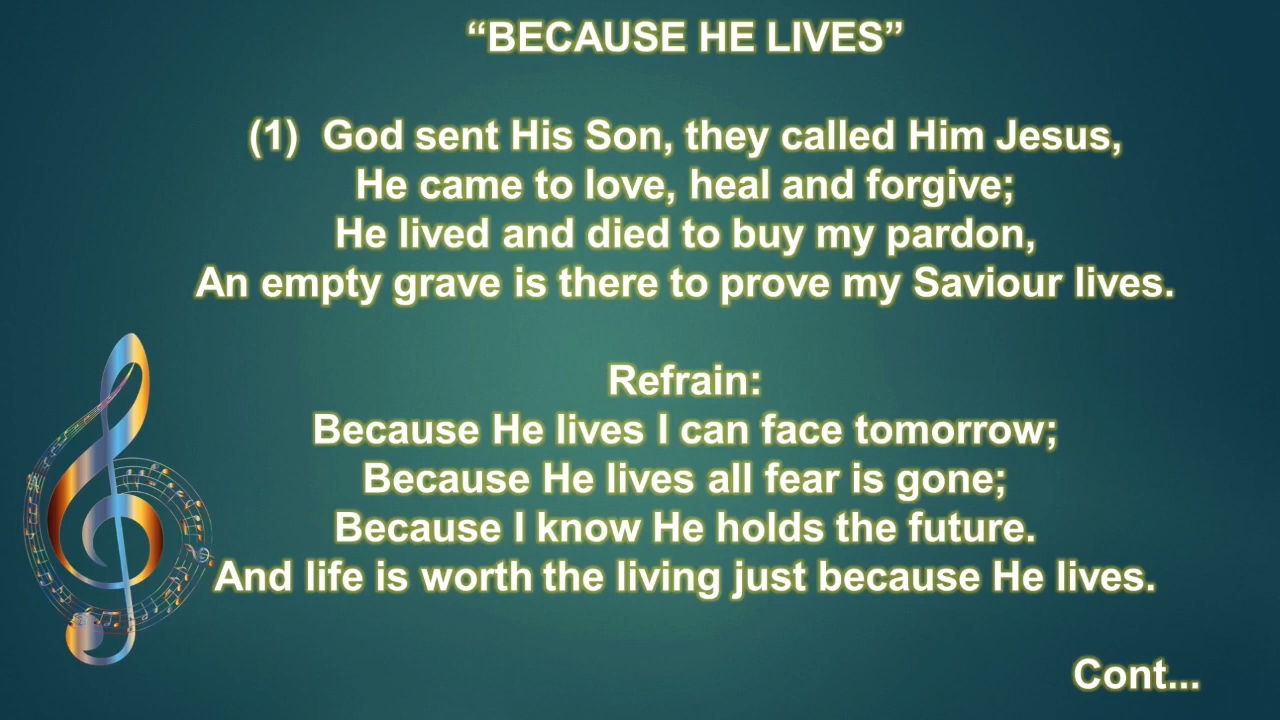 “BECAUSE HE LIVES”
(1) God sent His Son, they called Him Jesus,
He came to love, heal and forgive;
He lived and died to buy my pardon,
An empty grave is there to prove my Saviour lives.
Refrain:
Because He lives I can face tomorrow;
Because He lives all fear is gone;
Because I know He holds the future.
And life is worth the living just because He lives.
Cont...